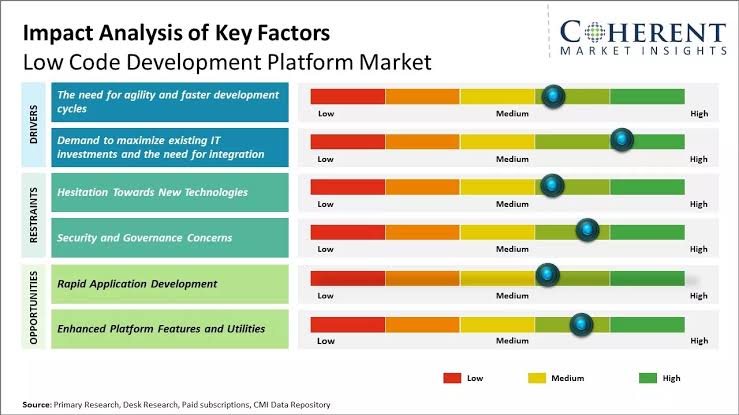 Impact Analysis of Key Factors
Low Code Development Platform Market
COHERENT
MARKET INSIGHTS
DRIVERS
The need for agility and faster development
cycles
Low Medium High
Demand to maximize existing IT
investments and the need for integration
Low Medium High
RESTRAINTS
Hesitation Towards New Technologies
Low Medium High
Security and Governance Concerns
Low Medium High
OPPORTUNITIES
Rapid Application Development
Low Medium High
Enhanced Platform Features and Utilities
Low Medium High
Low Medium High
Source: Primary Research, Desk Research, Paid subscriptions, CMI Data Repository